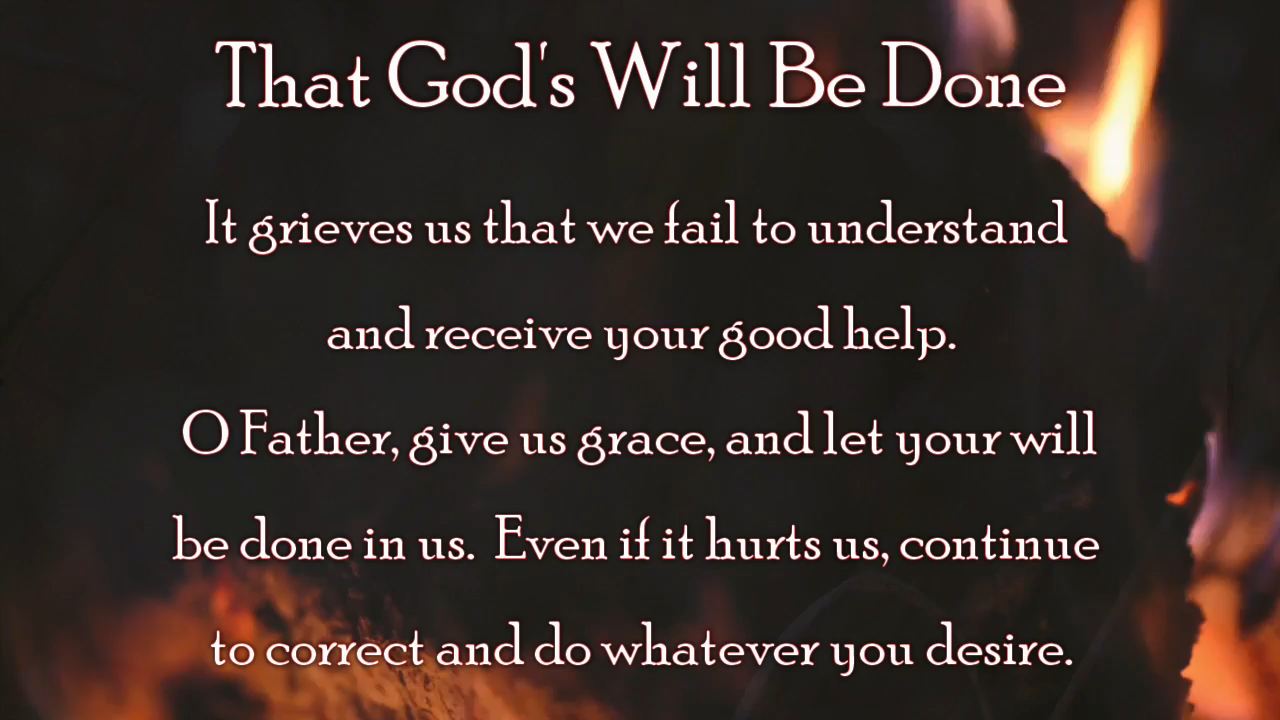 That God's Will Be Done
It grieves us that we fail to understand
and receive your good help.
O Father, give us grace, and let your will
be done in us.  Even if it hurts us, continue
to correct and do whatever you desire.